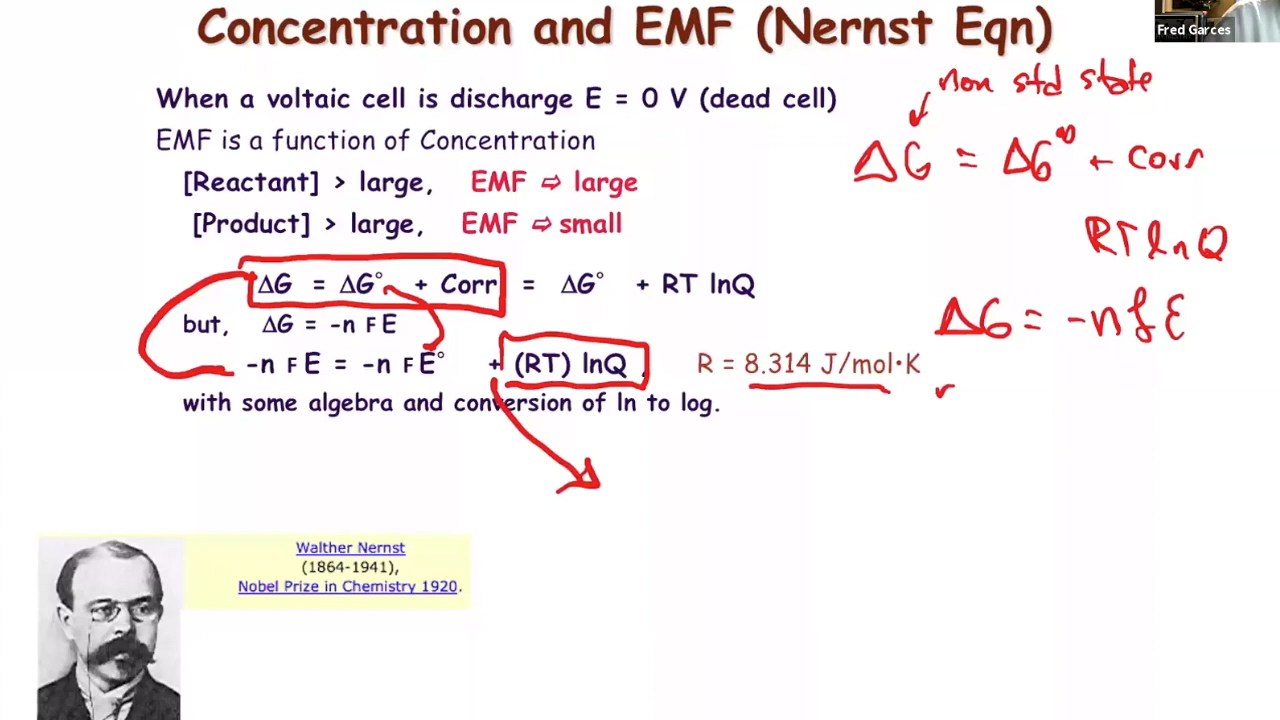 Concentration and EMF (Nernst Eqn)
Fred Garces
non std state
When a voltaic cell is discharge E = 0 V (dead cell)
EMF is a function of Concentration
ΔG = ΔG° + Corr
[Reactant] > large, EMF ⇨ large
[Product] > large, EMF ⇨ small
RT ln Q
ΔG = ΔG° + Corr = ΔG° + RT lnQ
but, ΔG = -n F E
ΔG = -n f E
-n F E = -n F E° + (RT) lnQ , R = 8.314 J/mol·K
with some algebra and conversion of ln to log.
Walther Nernst
(1864-1941),
Nobel Prize in Chemistry 1920.